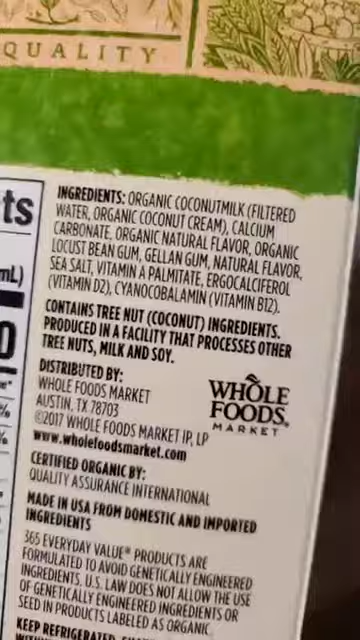 QUALITY
ts
INGREDIENTS: ORGANIC COCONUTMILK (FILTERED
WATER, ORGANIC COCONUT CREAM), CALCIUM
CARBONATE, ORGANIC NATURAL FLAVOR, ORGANIC
LOCUST BEAN GUM, GELLAN GUM, NATURAL FLAVOR,
SEA SALT, VITAMIN A PALMITATE, ERGOCALCIFEROL
(VITAMIN D2), CYANOCOBALAMIN (VITAMIN B12).
mL)
0
%
%
CONTAINS TREE NUT (COCONUT) INGREDIENTS.
PRODUCED IN A FACILITY THAT PROCESSES OTHER
TREE NUTS, MILK AND SOY.
DISTRIBUTED BY:
WHOLE FOODS MARKET
AUSTIN, TX 78703
©2017 WHOLE FOODS MARKET IP, LP
www.wholefoodsmarket.com
WHOLE
FOODS
MARKET
CERTIFIED ORGANIC BY:
QUALITY ASSURANCE INTERNATIONAL
MADE IN USA FROM DOMESTIC AND IMPORTED
INGREDIENTS
365 EVERYDAY VALUE® PRODUCTS ARE
FORMULATED TO AVOID GENETICALLY ENGINEERED
INGREDIENTS. U.S. LAW DOES NOT ALLOW THE USE
OF GENETICALLY ENGINEERED INGREDIENTS OR
SEED IN PRODUCTS LABELED AS ORGANIC.
KEEP REFRIGERATED.